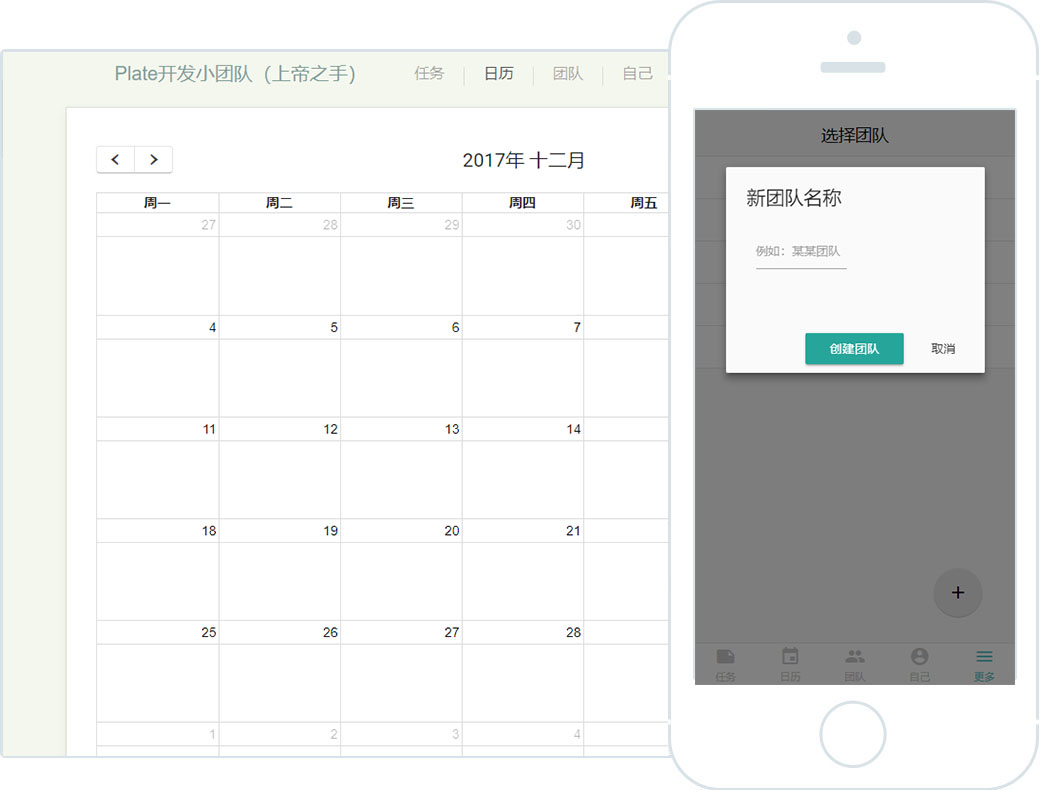 Plate开发小团队（上帝之手） 任务 日历 团队 自己
2017年 十二月
周一 周二 周三 周四 周五
27 28 29 30
4 5 6 7
11 12 13 14
18 19 20 21
25 26 27 28
1 2 3 4
选择团队
新团队名称
例如：某某团队
创建团队 取消
+
任务 日历 团队 自己 更多